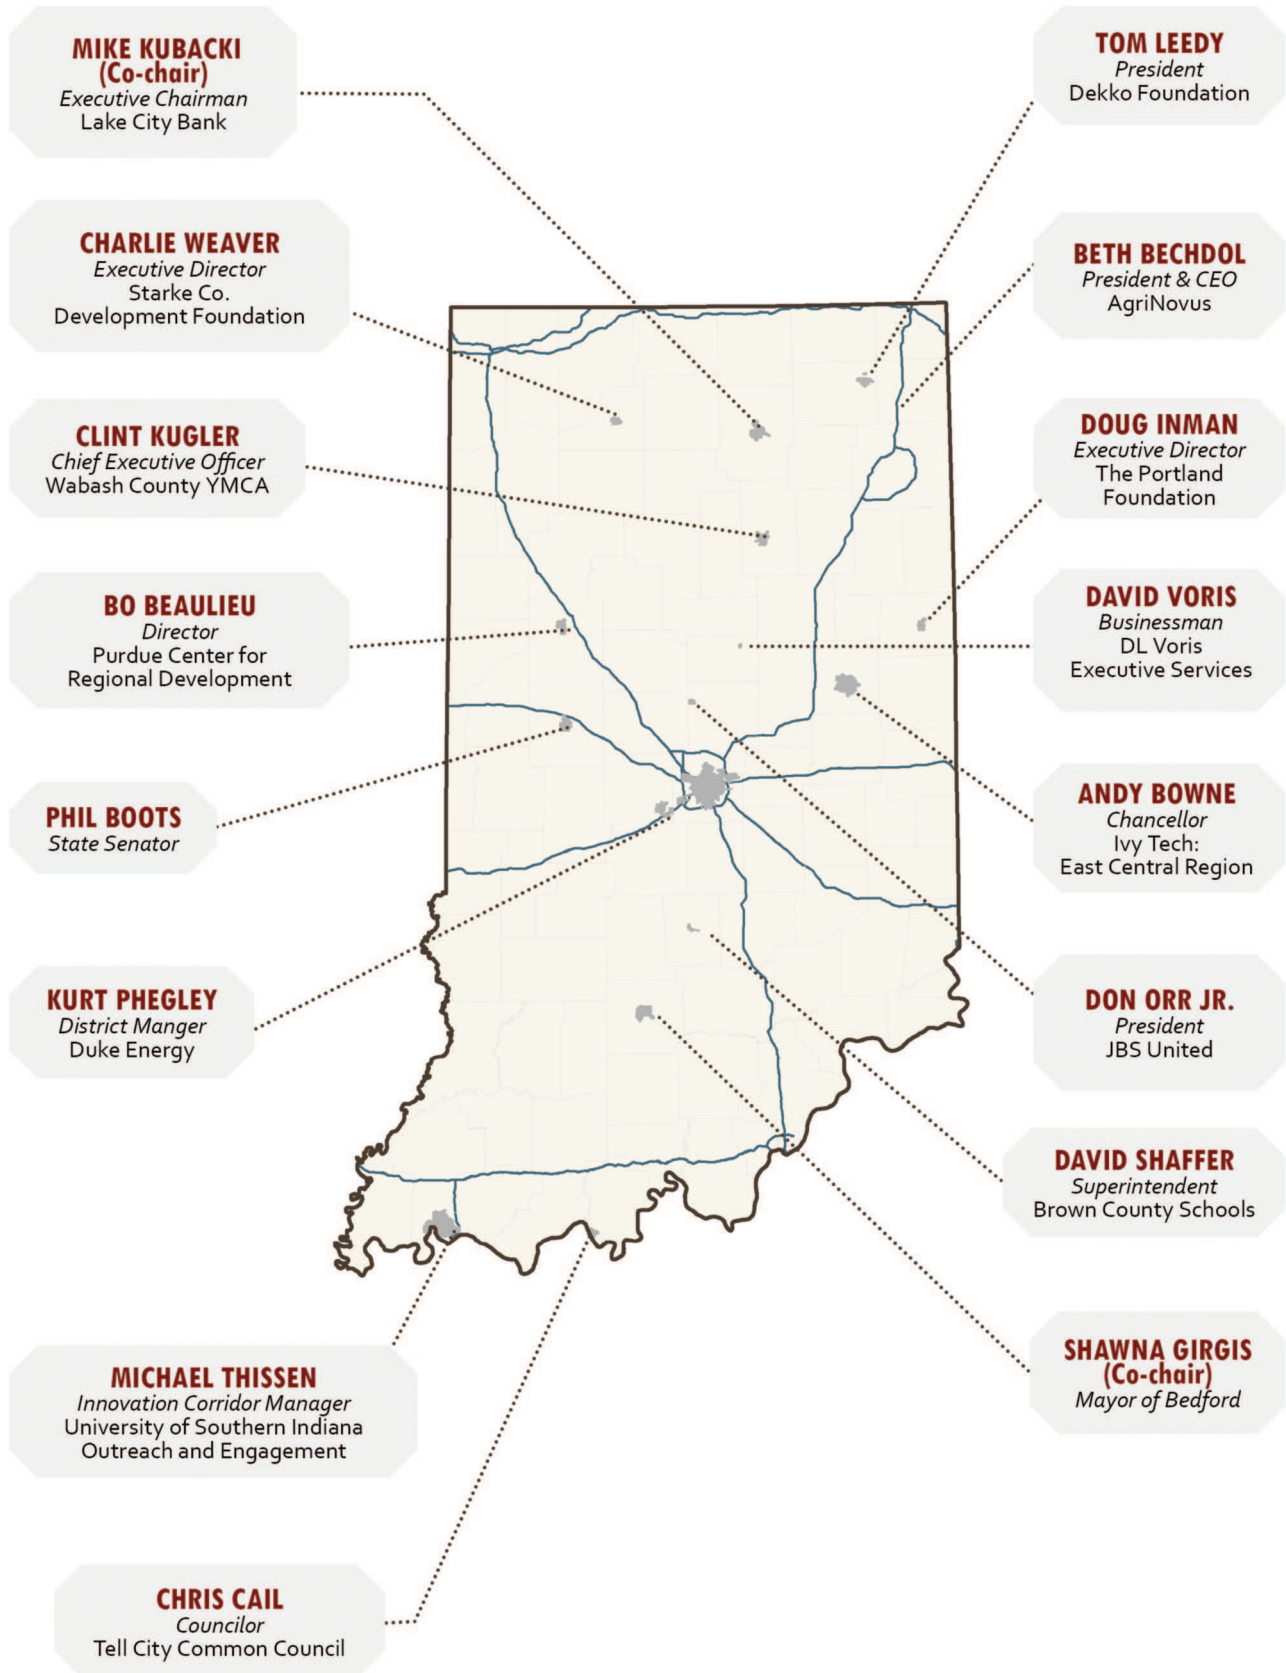 MIKE KUBACKI
(Co-chair)
Executive Chairman
Lake City Bank
CHARLIE WEAVER
Executive Director
Starke Co.
Development Foundation
CLINT KUGLER
Chief Executive Officer
Wabash County YMCA
BO BEAULIEU
Director
Purdue Center for
Regional Development
PHIL BOOTS
State Senator
KURT PHEGLEY
District Manger
Duke Energy
MICHAEL THISSEN
Innovation Corridor Manager
University of Southern Indiana
Outreach and Engagement
CHRIS CAIL
Councilor
Tell City Common Council
TOM LEEDY
President
Dekko Foundation
BETH BECHDOL
President & CEO
AgriNovus
DOUG INMAN
Executive Director
The Portland
Foundation
DAVID VORIS
Businessman
DL Voris
Executive Services
ANDY BOWNE
Chancellor
Ivy Tech:
East Central Region
DON ORR JR.
President
JBS United
DAVID SHAFFER
Superintendent
Brown County Schools
SHAWNA GIRGIS
(Co-chair)
Mayor of Bedford